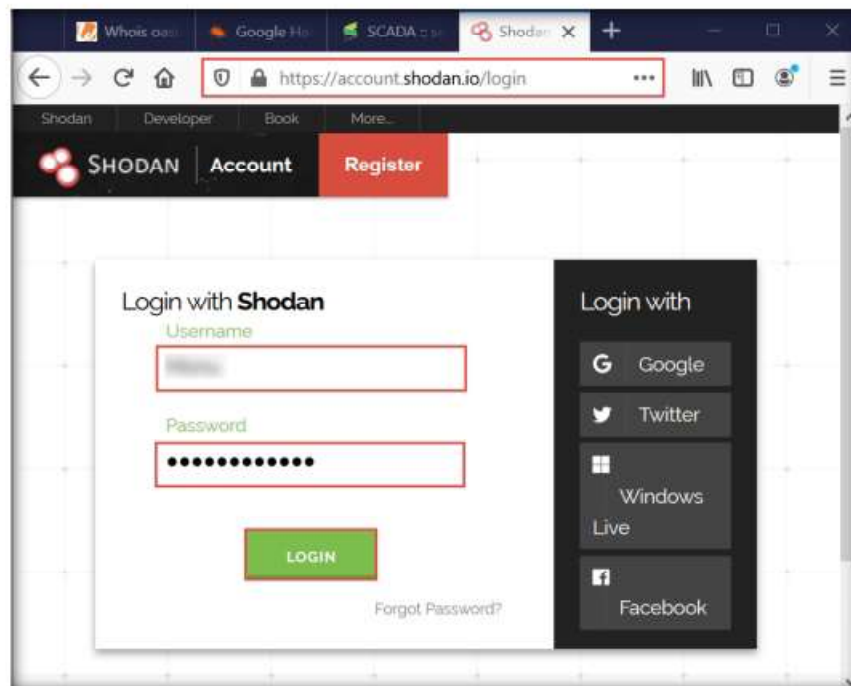 Whois
Google
SCADA
Shodan
https://account.shodan.io/login
Shodan Developer Book More...
SHODAN Account Register
Login with Shodan
Username
Password
••••••••••••
LOGIN
Forgot Password?
Login with
Google
Twitter
Windows
Live
Facebook